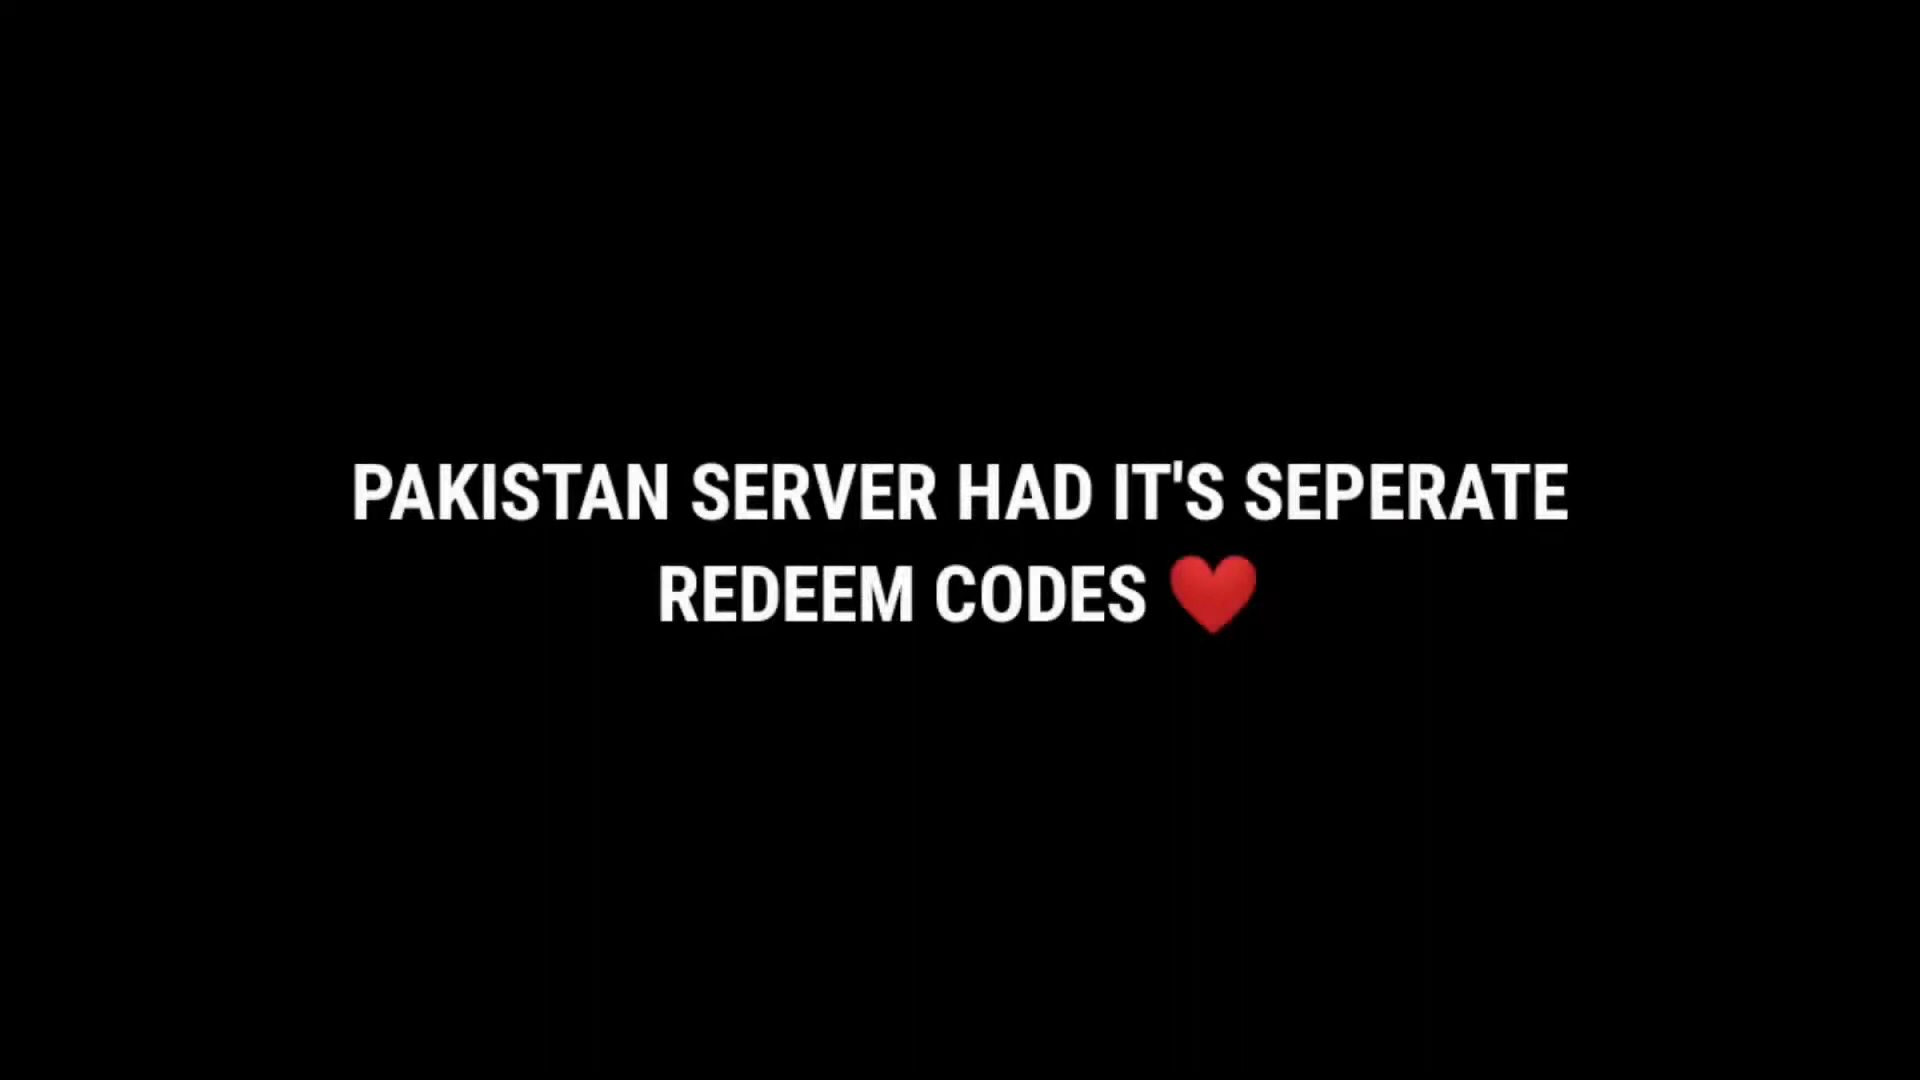 PAKISTAN SERVER HAD IT'S SEPERATE
REDEEM CODES ❤️